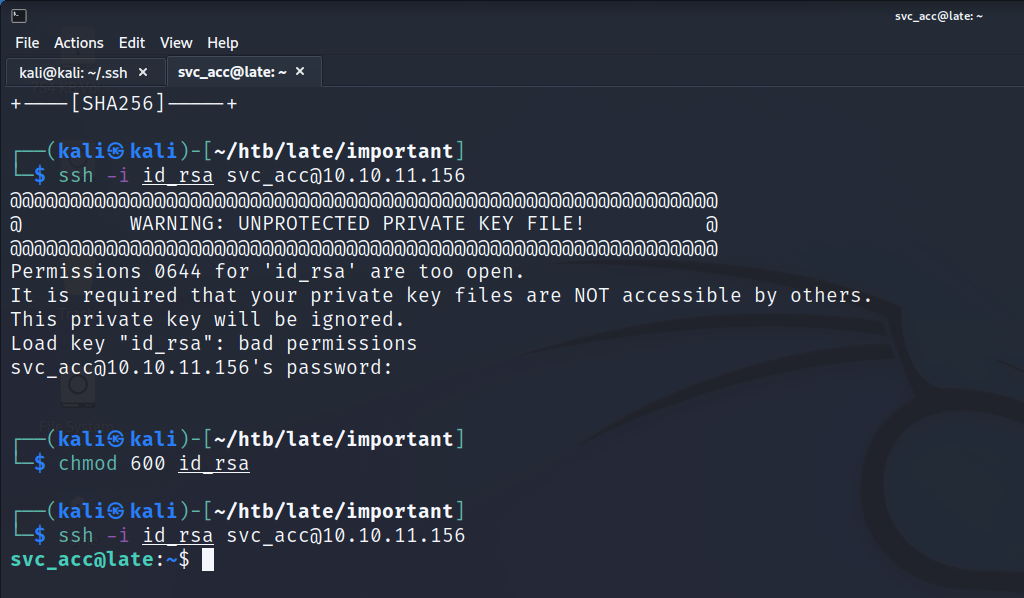 svc_acc@late: ~
File Actions Edit View Help
kali@kali: ~/.ssh × svc_acc@late: ~ ×
+----[SHA256]-----+
┌──(kali㉿kali)-[~/htb/late/important]
└─$ ssh -i id_rsa svc_acc@10.10.11.156
@@@@@@@@@@@@@@@@@@@@@@@@@@@@@@@@@@@@@@@@@@@@@@@@@@@@@@@@@@@
@         WARNING: UNPROTECTED PRIVATE KEY FILE!          @
@@@@@@@@@@@@@@@@@@@@@@@@@@@@@@@@@@@@@@@@@@@@@@@@@@@@@@@@@@@
Permissions 0644 for 'id_rsa' are too open.
It is required that your private key files are NOT accessible by others.
This private key will be ignored.
Load key "id_rsa": bad permissions
svc_acc@10.10.11.156's password:
┌──(kali㉿kali)-[~/htb/late/important]
└─$ chmod 600 id_rsa
┌──(kali㉿kali)-[~/htb/late/important]
└─$ ssh -i id_rsa svc_acc@10.10.11.156
svc_acc@late:~$